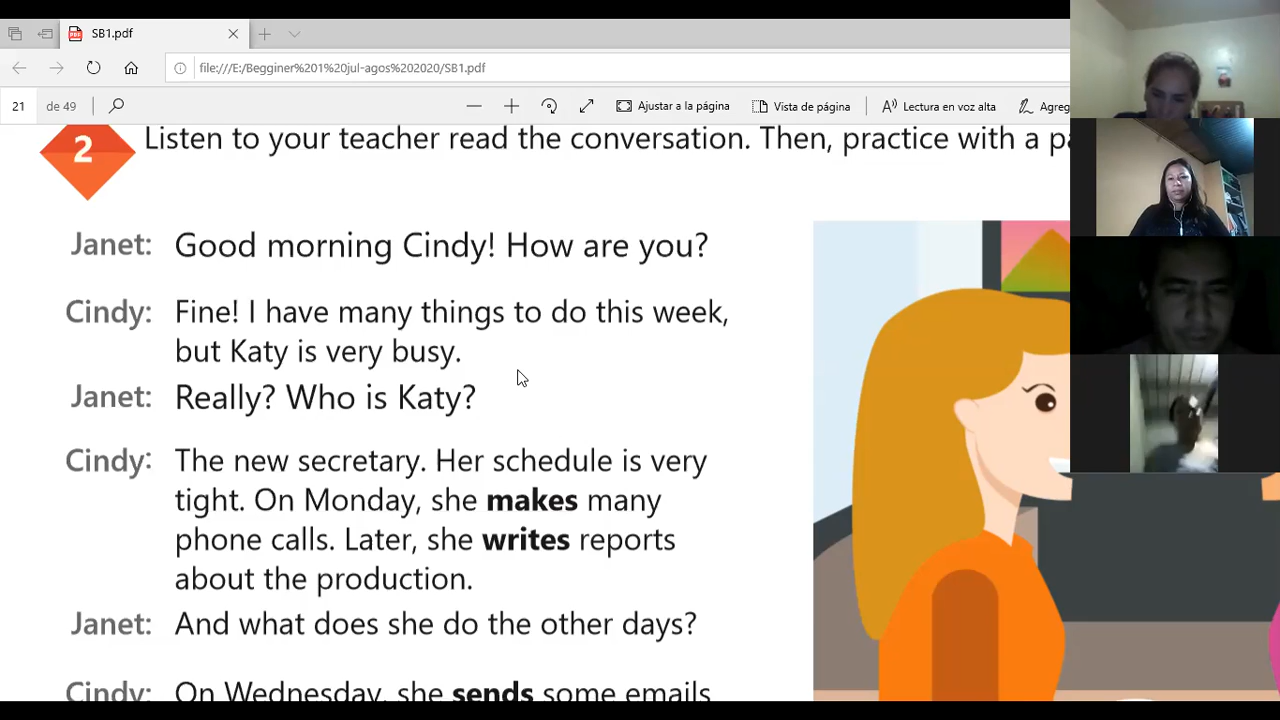 SB1.pdf
file:///E:/Begginer%201%20jul-agos%202020/SB1.pdf
21 de 49
Ajustar a la página
Vista de página
Lectura en voz alta
Agreg
2
Listen to your teacher read the conversation. Then, practice with a pa
Janet: Good morning Cindy! How are you?
Cindy: Fine! I have many things to do this week,
but Katy is very busy.
Janet: Really? Who is Katy?
Cindy: The new secretary. Her schedule is very
tight. On Monday, she makes many
phone calls. Later, she writes reports
about the production.
Janet: And what does she do the other days?
Cindy: On Wednesday, she sends some emails